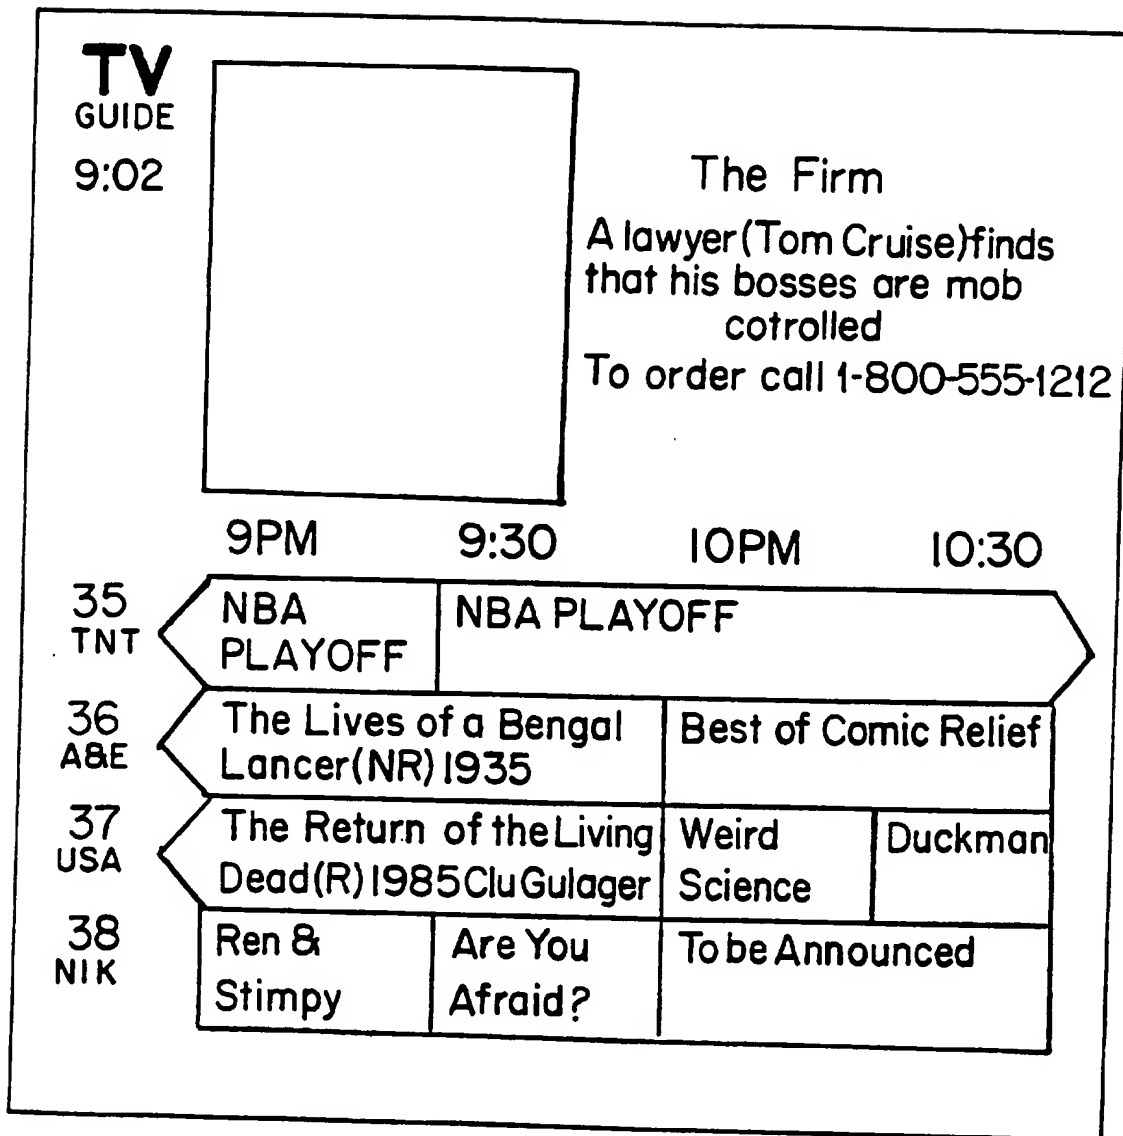 TV
GUIDE
9:02
The Firm
A lawyer (Tom Cruise) finds
that his bosses are mob
cotrolled
To order call 1-800-555-1212
9PM 9:30 10PM 10:30
35
TNT
NBA
PLAYOFF
NBA PLAYOFF
36
A&E
The Lives of a Bengal
Lancer (NR) 1935
Best of Comic Relief
37
USA
The Return of the Living
Dead (R) 1985 Clu Gulager
Weird
Science
Duckman
38
NIK
Ren &
Stimpy
Are You
Afraid?
To be Announced